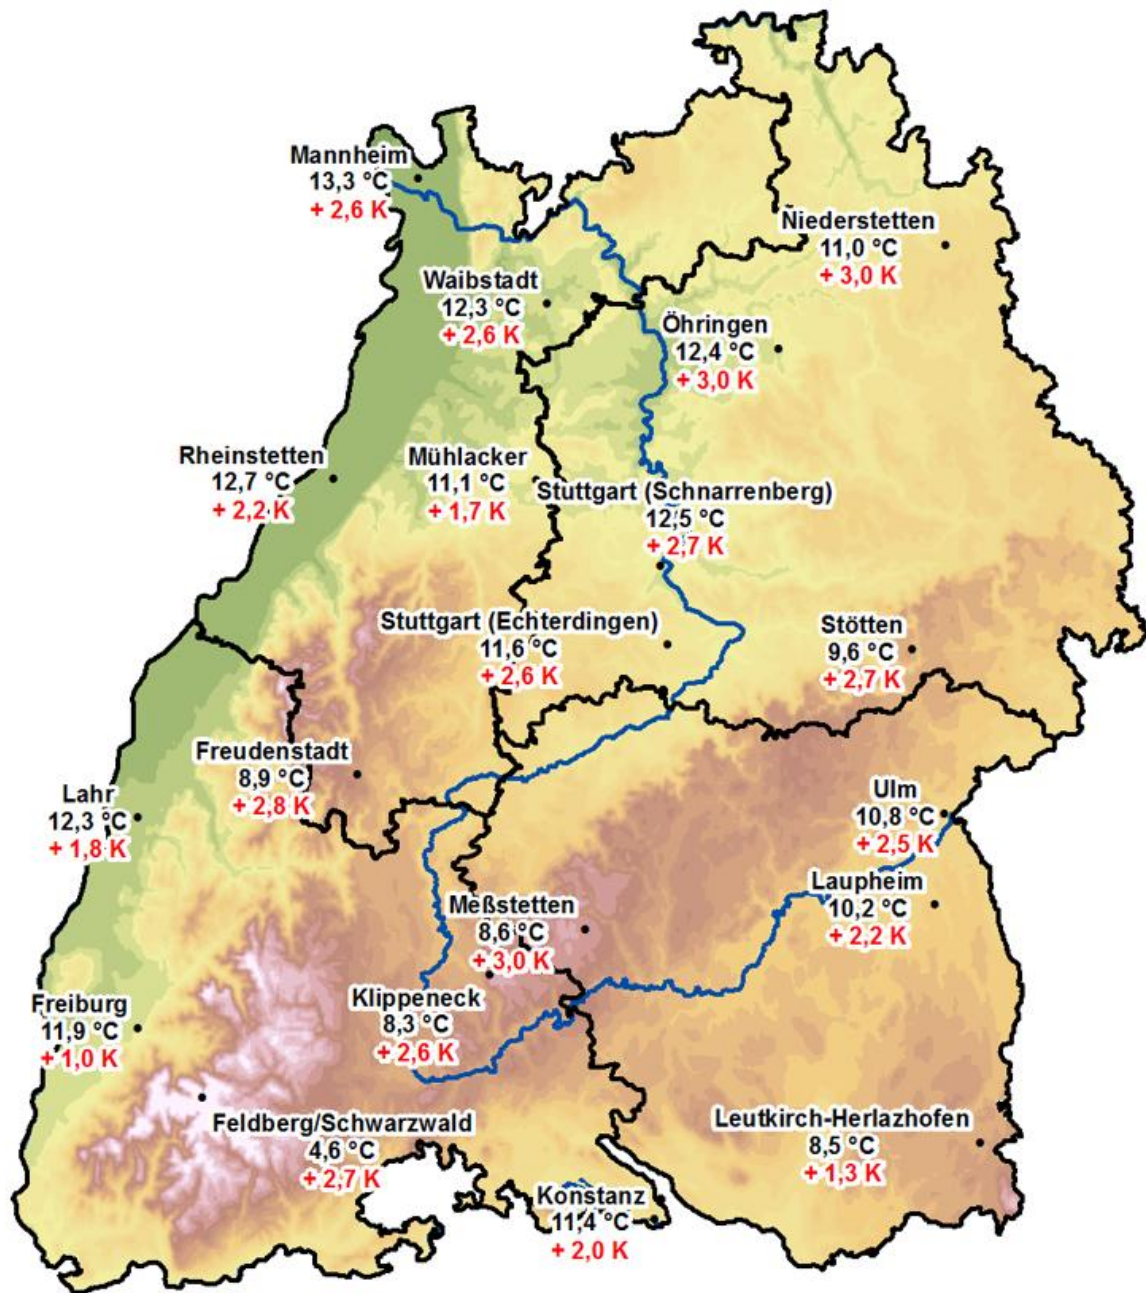 Mannheim
13,3 °C
+ 2,6 K
Niederstetten
11,0 °C
+ 3,0 K
Waibstadt
12,3 °C
+ 2,6 K
Öhringen
12,4 °C
+ 3,0 K
Rheinstetten
12,7 °C
+ 2,2 K
Mühlacker
11,1 °C
+ 1,7 K
Stuttgart (Schnarrenberg)
12,5 °C
+ 2,7 K
Stuttgart (Echterdingen)
11,6 °C
+ 2,6 K
Stötten
9,6 °C
+ 2,7 K
Freudenstadt
8,9 °C
+ 2,8 K
Lahr
12,3 °C
+ 1,8 K
Ulm
10,8 °C
+ 2,5 K
Laupheim
10,2 °C
+ 2,2 K
Meßstetten
8,6 °C
+ 3,0 K
Klippeneck
8,3 °C
+ 2,6 K
Freiburg
11,9 °C
+ 1,0 K
Feldberg/Schwarzwald
4,6 °C
+ 2,7 K
Leutkirch-Herlazhofen
8,5 °C
+ 1,3 K
Konstanz
11,4 °C
+ 2,0 K